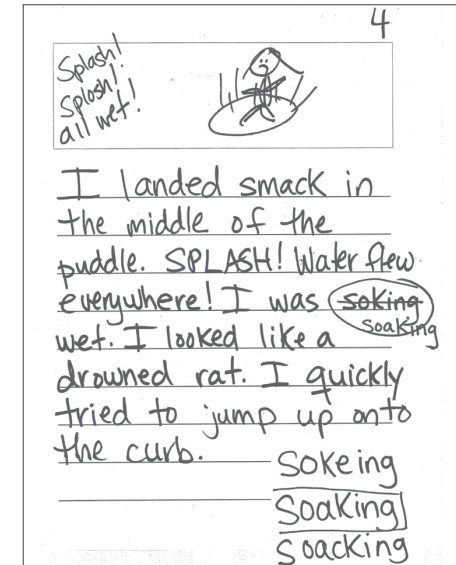 4
Splash!
Splosh!
all wet!
I landed smack in
the middle of the
puddle. SPLASH! Water flew
everywhere! I was soking
soaking
wet. I looked like a
drowned rat. I quickly
tried to jump up onto
the curb.
sokeing
soaking
soacking